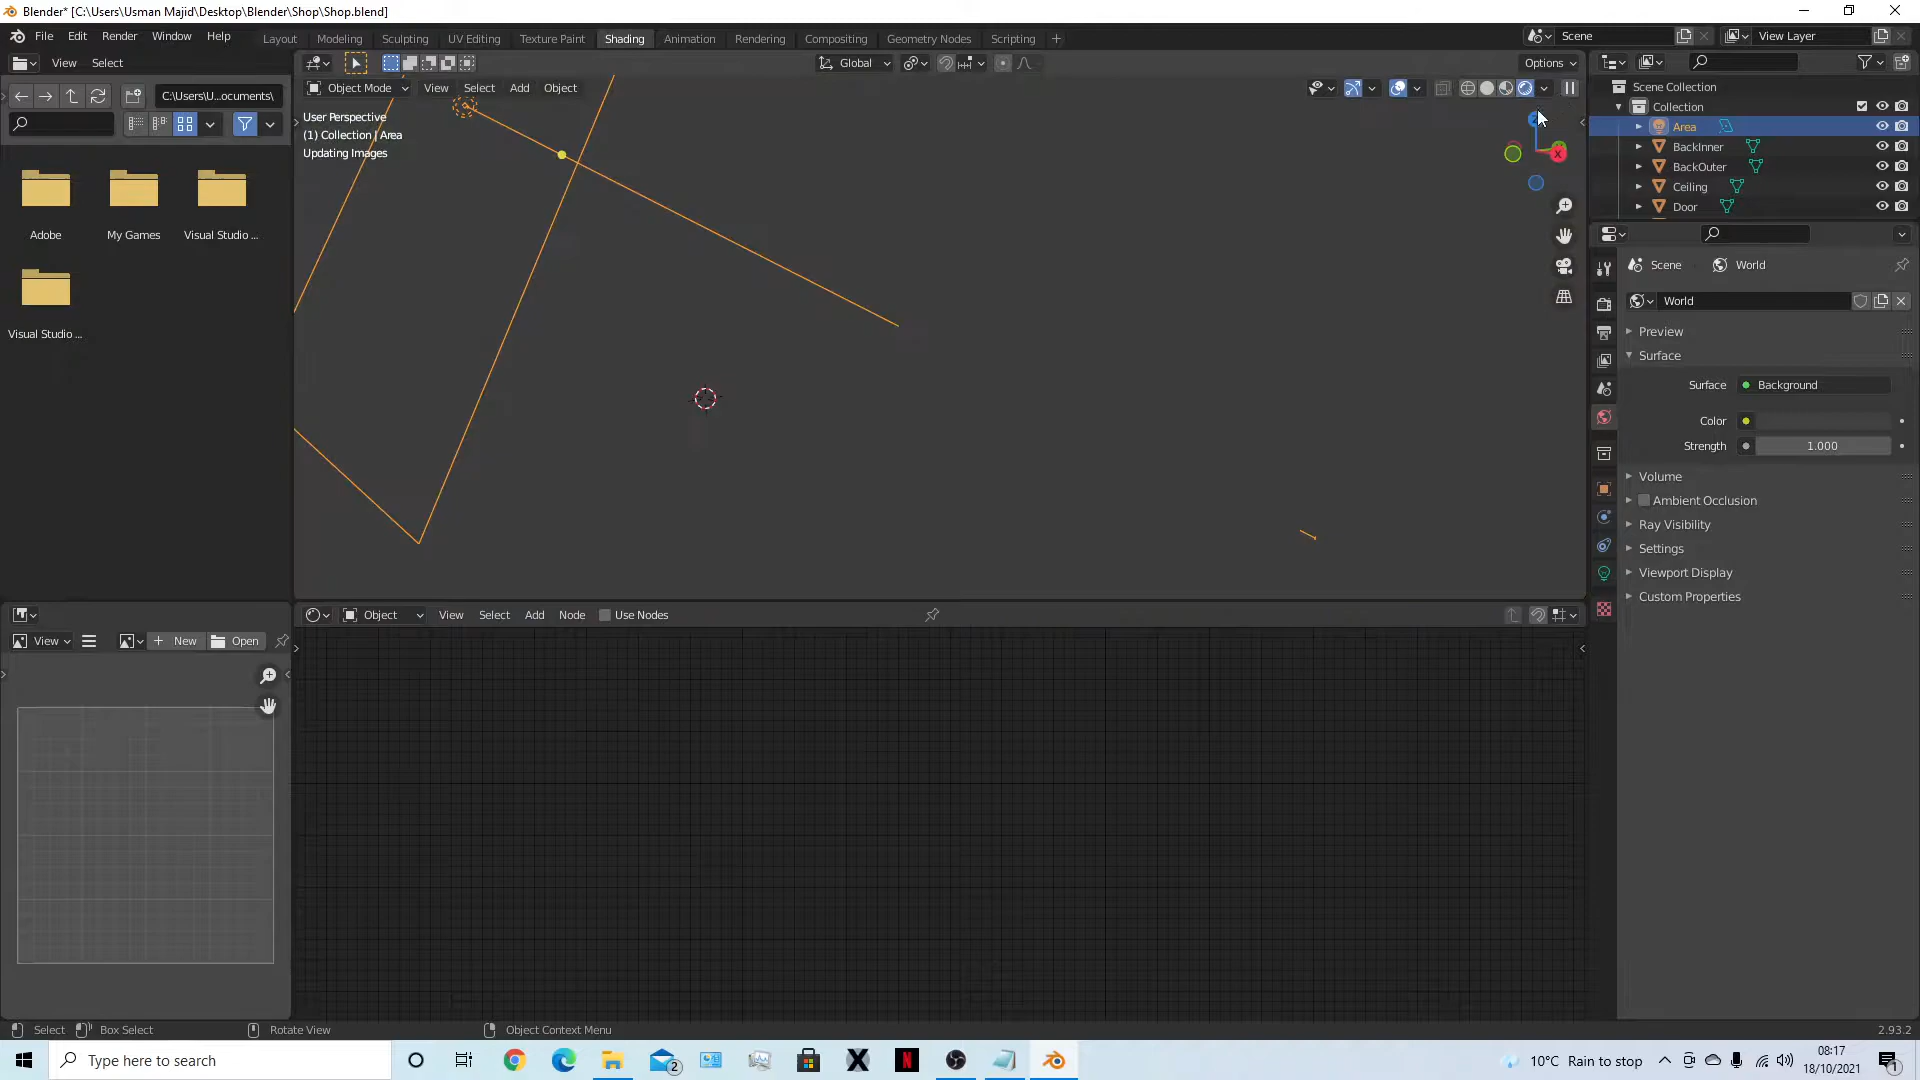 Blender* [C:\Users\Usman Majid\Desktop\Blender\Shop\Shop.blend]
File Edit Render Window Help
Layout Modeling Sculpting UV Editing Texture Paint Shading Animation Rendering Compositing Geometry Nodes Scripting
Scene
View Layer
View Select
Global
Options
C:\Users\U...ocuments\
Object Mode View Select Add Object
User Perspective
(1) Collection | Area
Updating Images
Z
X
Scene Collection
Collection
Area
BackInner
BackOuter
Ceiling
Door
Adobe
My Games
Visual Studio ...
Visual Studio ...
Scene World
World
Preview
Surface
Surface Background
Color
Strength 1.000
Volume
Ambient Occlusion
Ray Visibility
Settings
Viewport Display
Custom Properties
Object View Select Add Node Use Nodes
View New Open
Select Box Select Rotate View Object Context Menu
2.93.2
Type here to search
2
10°C Rain to stop
08:17
18/10/2021
1